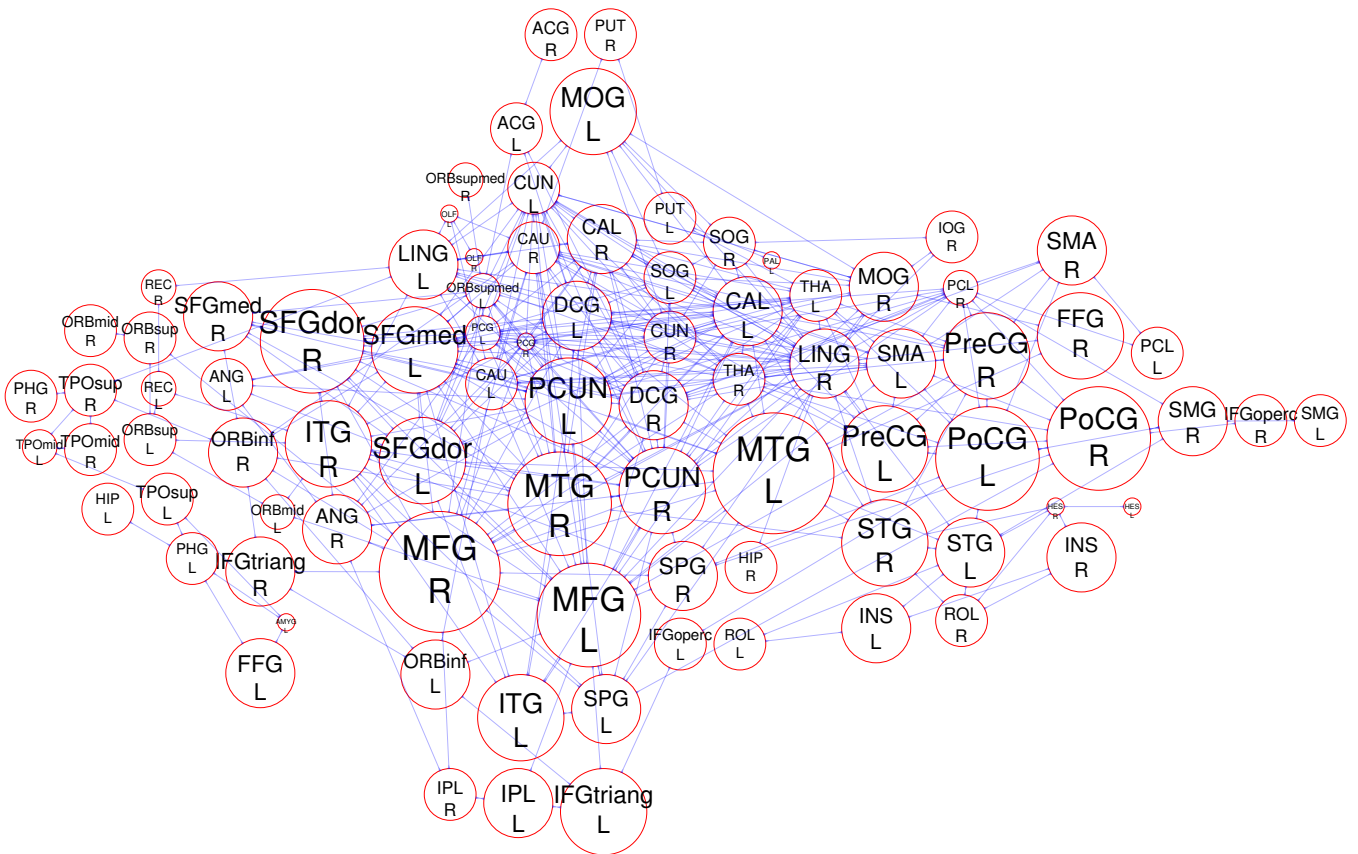 ACG
R
PUT
R
MOG
L
ACG
L
ORBsupmed
R
CUN
L
OLF
L
PUT
L
CAU
R
CAL
R
SOG
R
IOG
R
SMA
R
LING
L
OLF
R
SOG
L
PAL
L
MOG
R
THA
L
PCL
R
REC
R
ORBsupmed
L
DCG
L
CAL
L
SFGmed
R
SFGdor
R
SFGmed
L
PCG
L
PCG
R
CUN
R
LING
R
SMA
L
PreCG
R
FFG
R
PCL
L
ORBmid
R
ORBsup
R
PHG
R
TPOsup
R
REC
L
ANG
L
CAU
L
PCUN
L
DCG
R
THA
R
TPOmid
L
TPOmid
R
ORBsup
L
ORBinf
R
ITG
R
SFGdor
L
MTG
R
PCUN
R
MTG
L
PreCG
L
PoCG
L
PoCG
R
SMG
R
IFGoperc
R
SMG
L
HIP
L
TPOsup
L
ORBmid
L
ANG
R
HES
R
HES
L
PHG
L
IFGtriang
R
MFG
R
MFG
L
SPG
R
HIP
R
STG
R
STG
L
INS
R
AMYG
L
FFG
L
ORBinf
L
IFGoperc
L
ROL
L
INS
L
ROL
R
ITG
L
SPG
L
IPL
R
IPL
L
IFGtriang
L